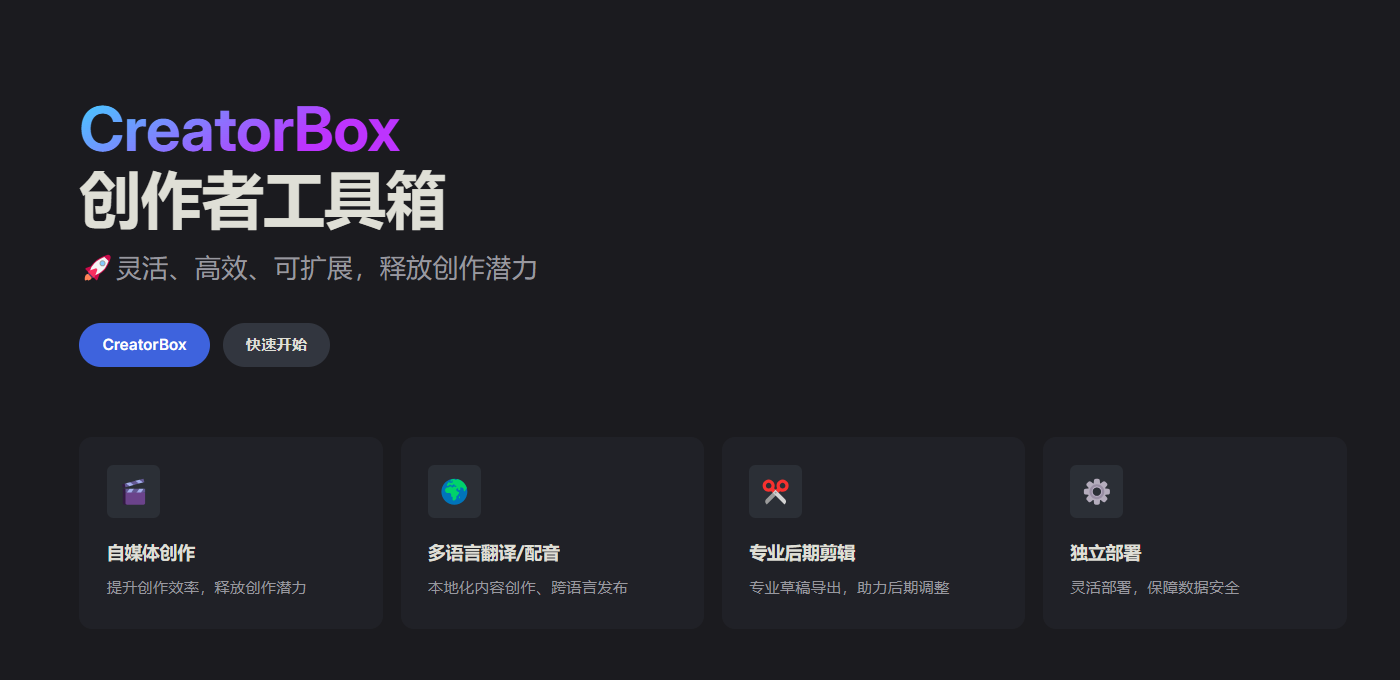 CreatorBox
创作者工具箱
🚀灵活、高效、可扩展，释放创作潜力
CreatorBox
快速开始
自媒体创作
提升创作效率，释放创作潜力
多语言翻译/配音
本地化内容创作、跨语言发布
专业后期剪辑
专业草稿导出，助力后期调整
独立部署
灵活部署，保障数据安全